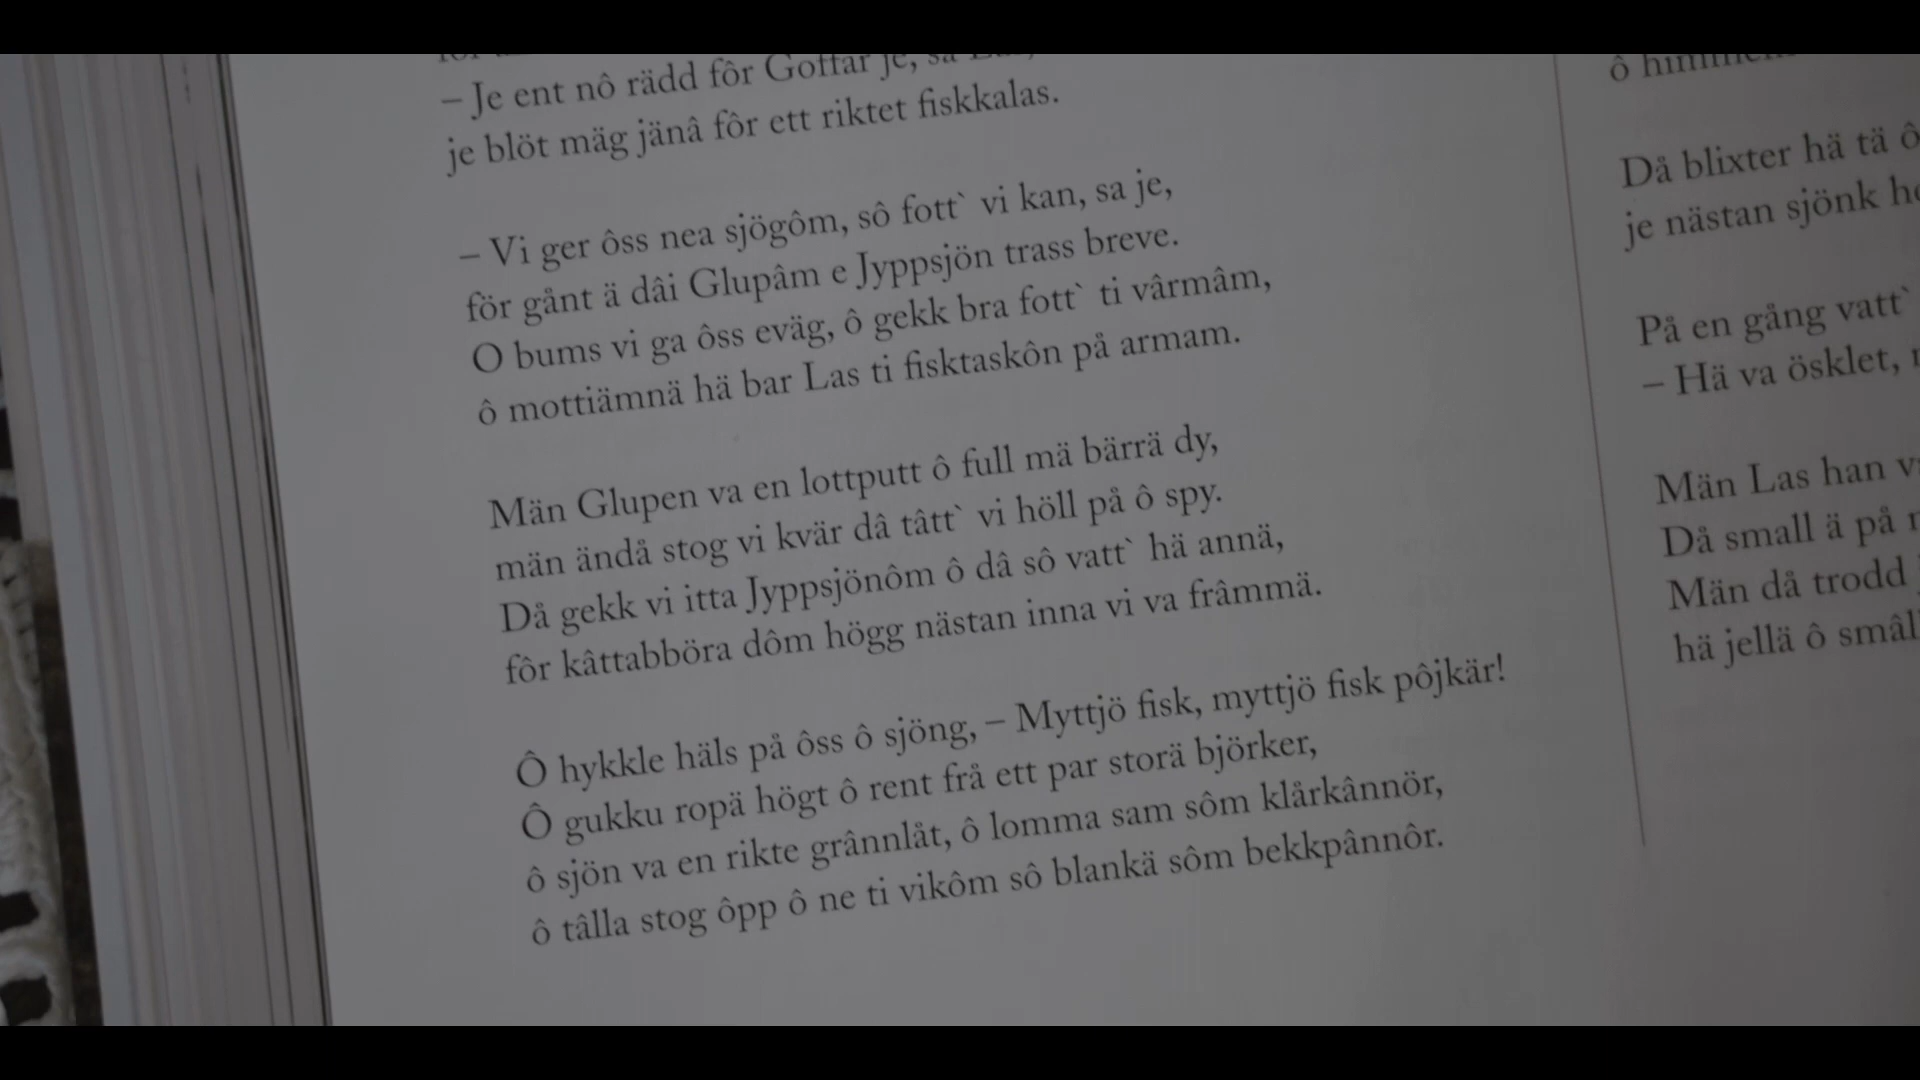 – Je ent nô rädd fôr Goffar je, sa
je blöt mäg jänâ fôr ett riktet fiskkalas.
– Vi ger ôss nea sjögôm, sô fott` vi kan, sa je,
för gånt ä dâi Glupâm e Jyppsjön trass breve.
O bums vi ga ôss eväg, ô gekk bra fott` ti vârmâm,
ô mottiämnä hä bar Las ti fisktaskôn på armam.
Män Glupen va en lottputt ô full mä bärrä dy,
män ändå stog vi kvär dâ tâtt` vi höll på ô spy.
Då gekk vi itta Jyppsjönôm ô dâ sô vatt` hä annä,
fôr kâttabböra dôm högg nästan inna vi va frâmmä.
Ô hykkle häls på ôss ô sjöng, – Myttjö fisk, myttjö fisk pôjkär!
Ô gukku ropä högt ô rent frå ett par storä björker,
ô sjön va en rikte grânnlåt, ô lomma sam sôm klårkânnör,
ô tâlla stog ôpp ô ne ti vikôm sô blankä sôm bekkpânnôr.
ô
Då blixter hä tä ô
je nästan sjönk
På en gång vatt`
– Hä va ösklet,
Män Las han
Då small ä på
Män då trodd
hä jellä ô